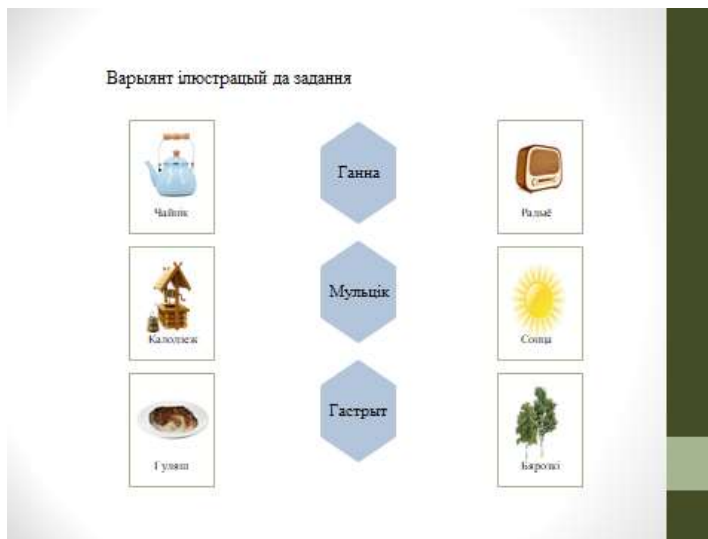 Варыянт ілюстрацый да задання
Чайнік
Ганна
Радыё
Калодзеж
Мульцік
Сонца
Гуляш
Гастрыт
Бярозкі